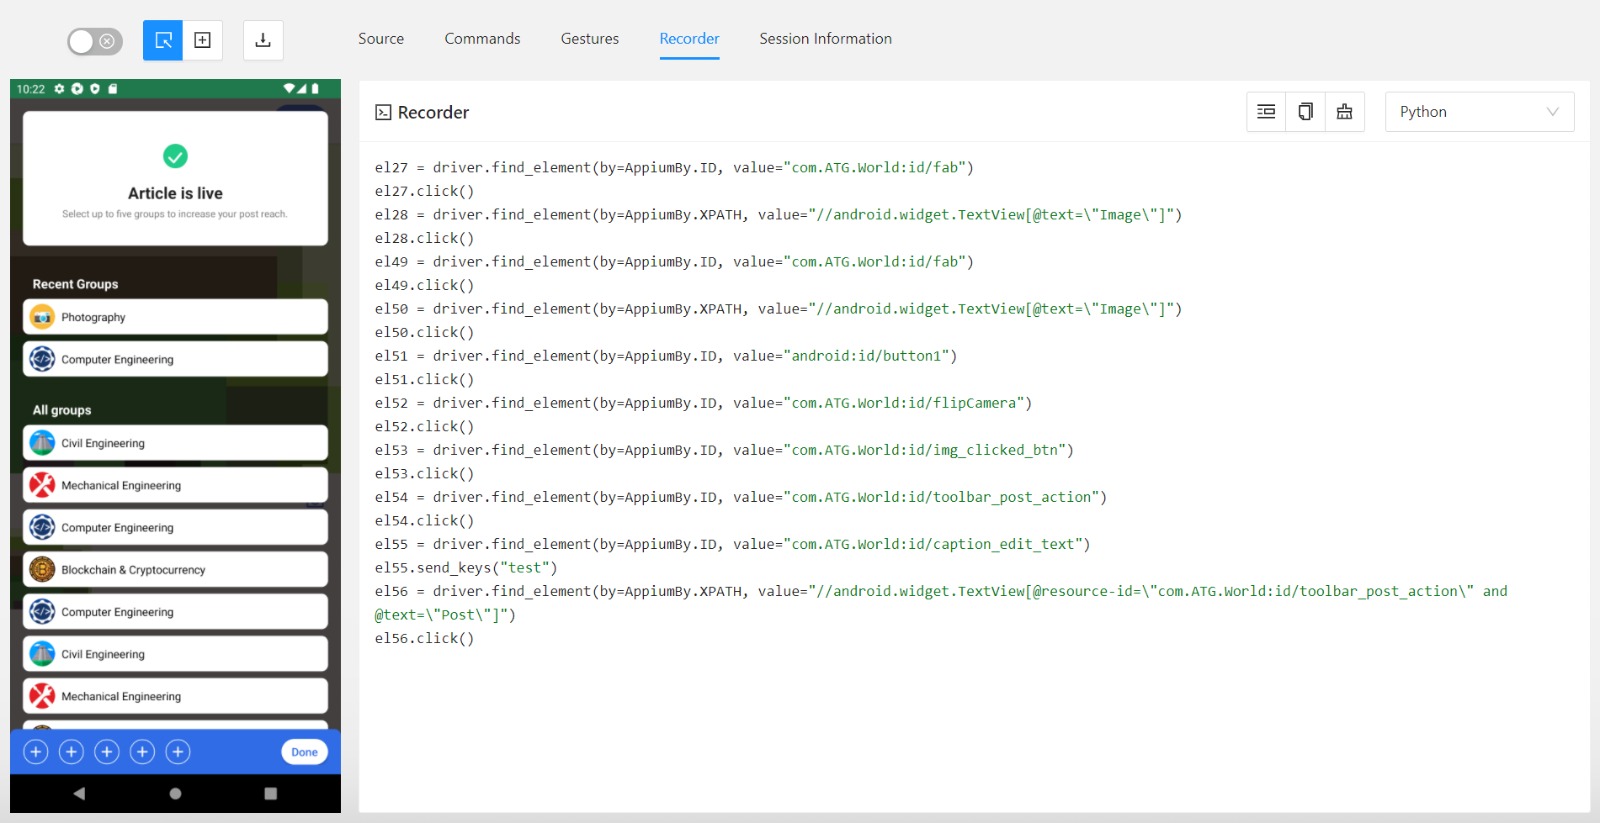 Source Commands Gestures Recorder Session Information
10:22
Article is live
Select up to five groups to increase your post reach.
Recent Groups
Photography
Computer Engineering
All groups
Civil Engineering
Mechanical Engineering
Computer Engineering
Blockchain & Cryptocurrency
Computer Engineering
Civil Engineering
Mechanical Engineering
Done
Recorder
Python
el27 = driver.find_element(by=AppiumBy.ID, value="com.ATG.World:id/fab")
el27.click()
el28 = driver.find_element(by=AppiumBy.XPATH, value="//android.widget.TextView[@text=\"Image\"]")
el28.click()
el49 = driver.find_element(by=AppiumBy.ID, value="com.ATG.World:id/fab")
el49.click()
el50 = driver.find_element(by=AppiumBy.XPATH, value="//android.widget.TextView[@text=\"Image\"]")
el50.click()
el51 = driver.find_element(by=AppiumBy.ID, value="android:id/button1")
el51.click()
el52 = driver.find_element(by=AppiumBy.ID, value="com.ATG.World:id/flipCamera")
el52.click()
el53 = driver.find_element(by=AppiumBy.ID, value="com.ATG.World:id/img_clicked_btn")
el53.click()
el54 = driver.find_element(by=AppiumBy.ID, value="com.ATG.World:id/toolbar_post_action")
el54.click()
el55 = driver.find_element(by=AppiumBy.ID, value="com.ATG.World:id/caption_edit_text")
el55.send_keys("test")
el56 = driver.find_element(by=AppiumBy.XPATH, value="//android.widget.TextView[@resource-id=\"com.ATG.World:id/toolbar_post_action\" and
@text=\"Post\"]")
el56.click()